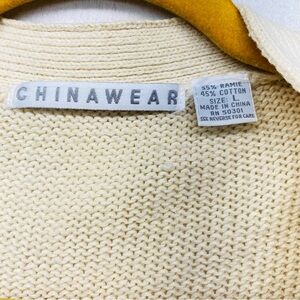 CHINAWEAR
55% RAMIE
45% COTTON
SIZE: L
MADE IN CHINA
RN 50301
SEE REVERSE FOR CARE